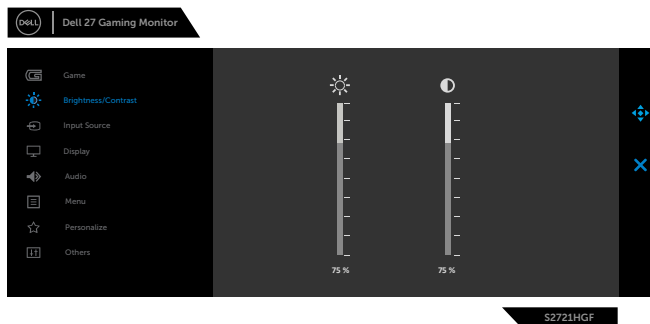 DELL
Dell 27 Gaming Monitor
Game
Brightness/Contrast
Input Source
Display
Audio
Menu
Personalize
Others
75 %
75 %
S2721HGF